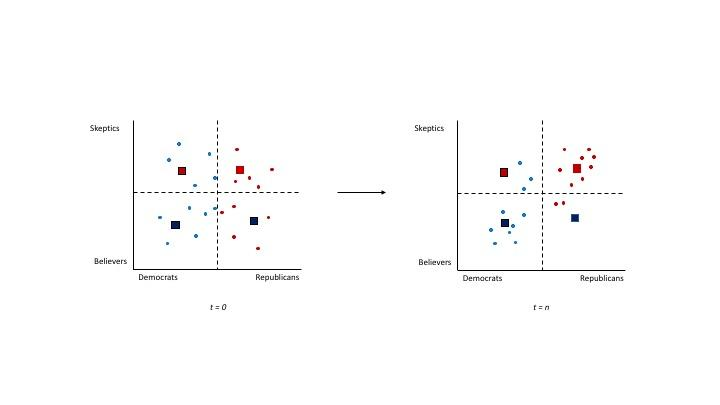 Skeptics
Believers
Democrats
Republicans
t = 0
Skeptics
Believers
Democrats
Republicans
t = n